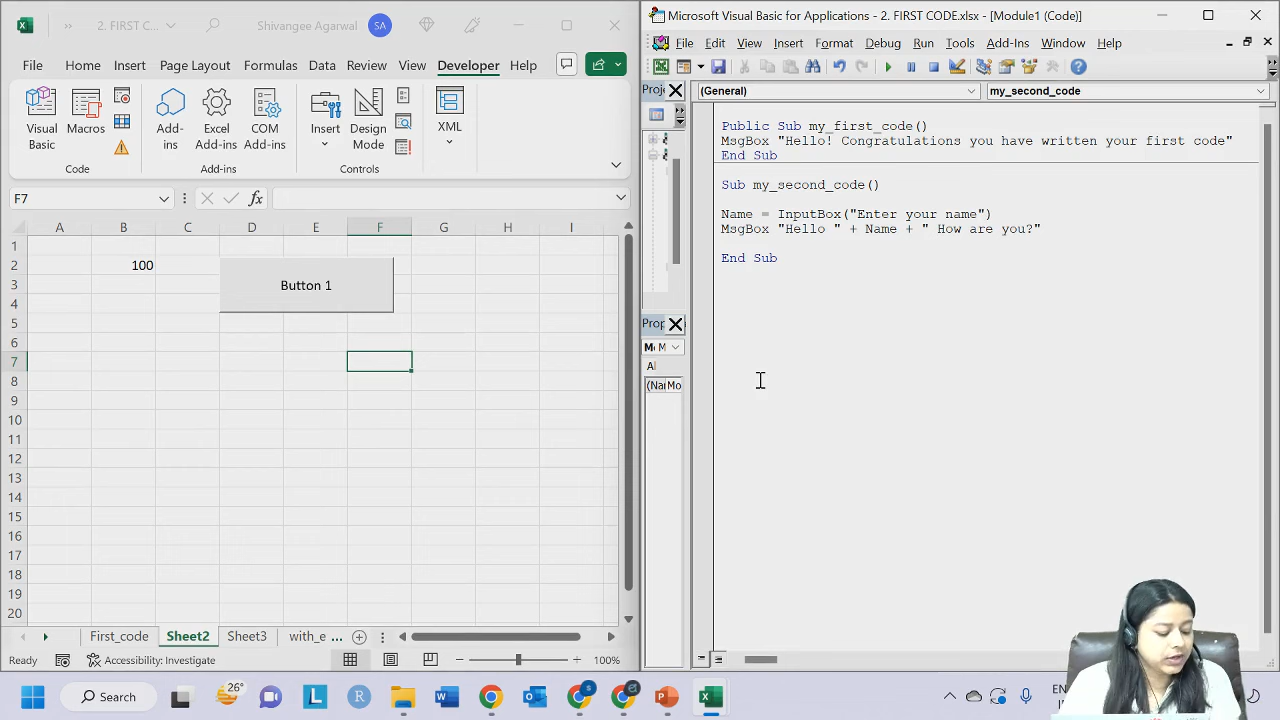 2. FIRST C...
Shivangee Agarwal
SA
File
Home
Insert
Page Layout
Formulas
Data
Review
View
Developer
Help
Visual Basic
Macros
Add-ins
Excel Add-ins
COM Add-ins
Insert
Design Mode
XML
Code
Add-ins
Controls
F7
fx
A B C D E F G H I
1
2 100
3
4
5
6
7
8
9
10
11
12
13
14
15
16
17
18
19
20
Button 1
First_code
Sheet2
Sheet3
with_e ...
Ready
Accessibility: Investigate
100%
Microsoft Visual Basic for Applications - 2. FIRST CODE.xlsx - [Module1 (Code)]
File Edit View Insert Format Debug Run Tools Add-Ins Window Help
Proj
(General)
my_second_code
Public Sub my_first_code()
MsgBox "Hello! Congratulations you have written your first code"
End Sub
Sub my_second_code()
Name = InputBox("Enter your name")
MsgBox "Hello " + Name + " How are you?"
End Sub
Prop
(Na Mo
Search
26°
EN